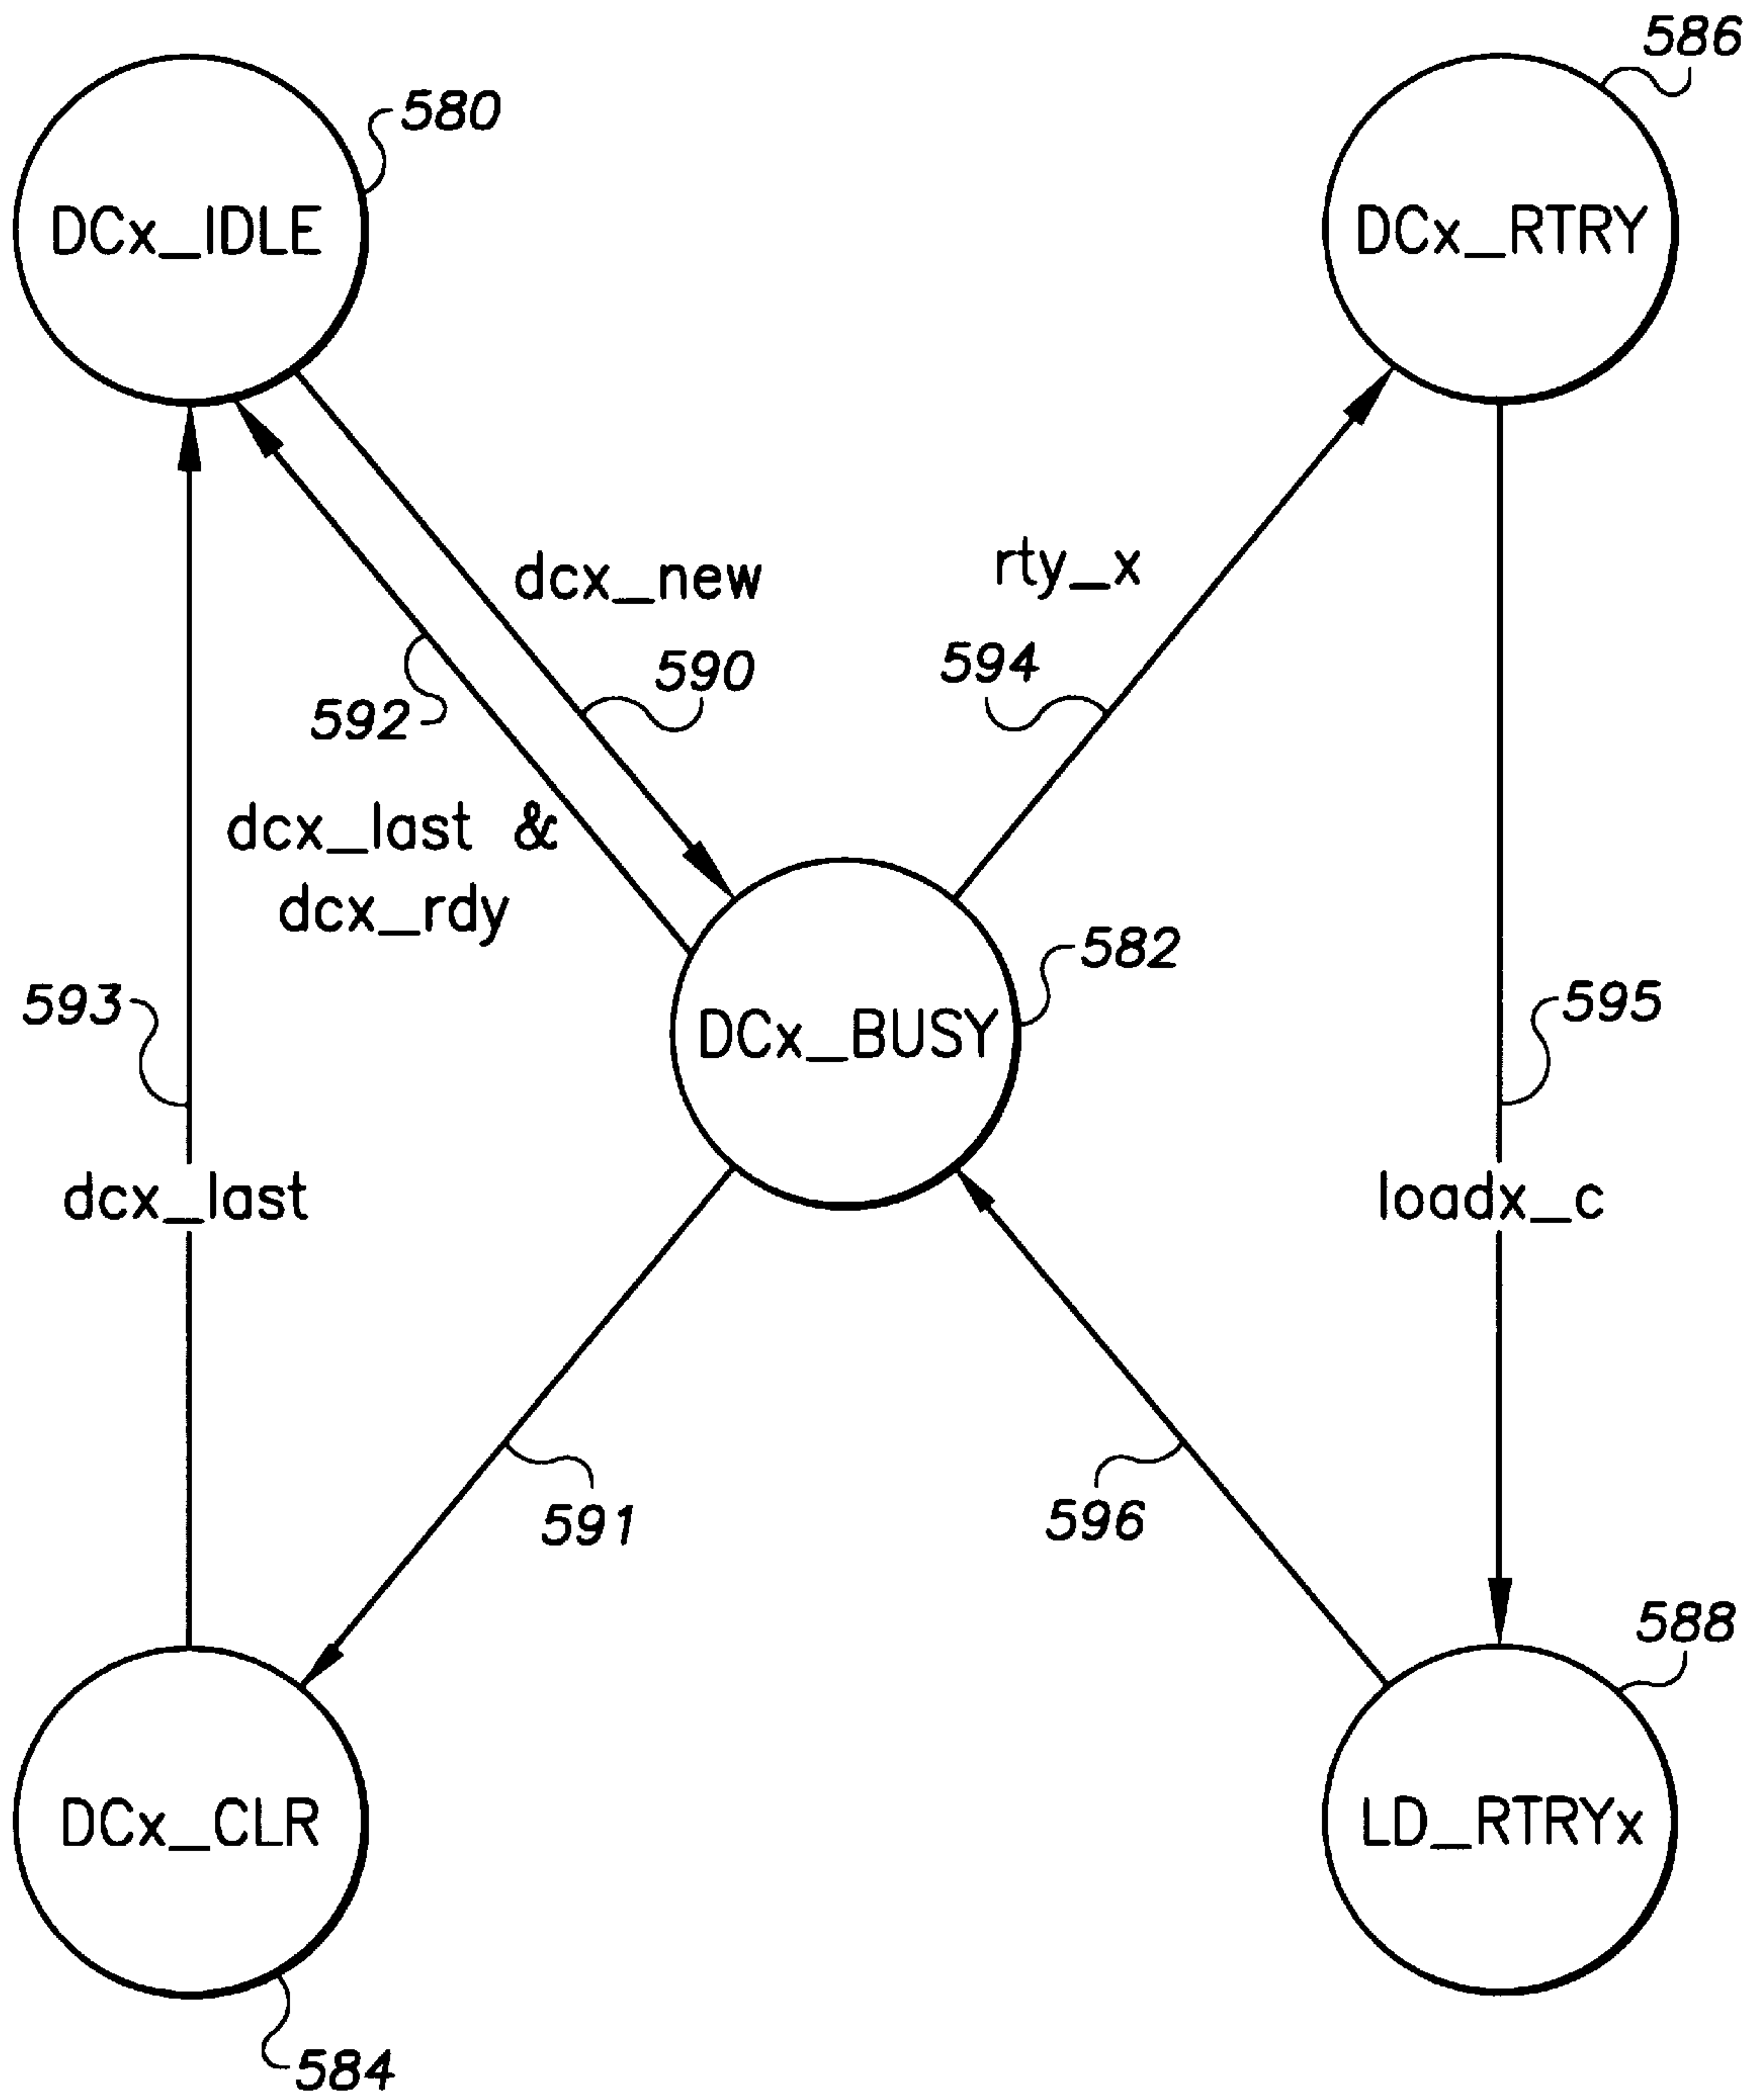 586
580
DCx_IDLE
DCx_RTRY
dcx_new
rty_x
590
594
592
dcx_last &
dcx_rdy
582
593
595
DCx_BUSY
dcx_last
loadx_c
591
596
588
DCx_CLR
LD_RTRYx
584